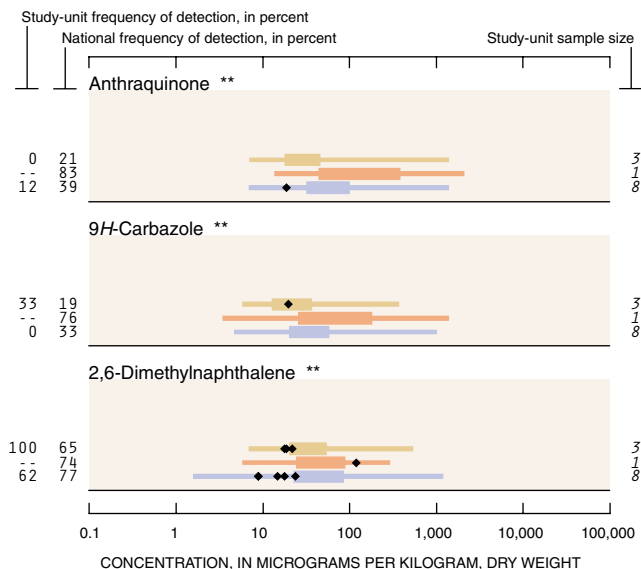 Study-unit frequency of detection, in percent
National frequency of detection, in percent Study-unit sample size
Anthraquinone **
0 21 3
-- 83 1
12 39 8
9H-Carbazole **
33 19 3
-- 76 1
0 33 8
2,6-Dimethylnaphthalene **
100 65 3
-- 74 1
62 77 8
0.1 1 10 100 1,000 10,000 100,000
CONCENTRATION, IN MICROGRAMS PER KILOGRAM, DRY WEIGHT